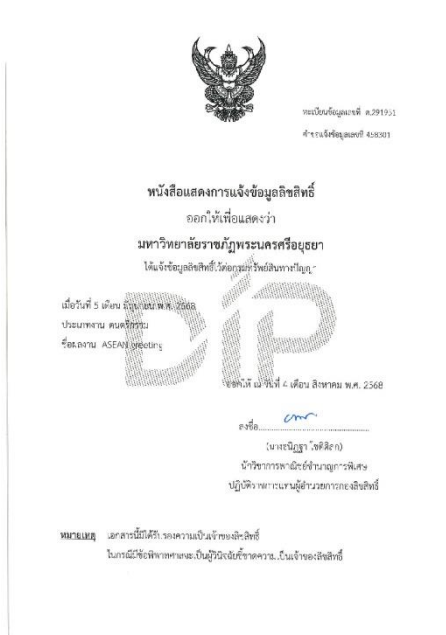 ทะเบียนข้อมูลเลขที่ ด.291951
คำขอแจ้งข้อมูลเลขที่ 458301
หนังสือแสดงการแจ้งข้อมูลลิขสิทธิ์
ออกให้เพื่อแสดงว่า
มหาวิทยาลัยราชภัฏพระนครศรีอยุธยา
ได้แจ้งข้อมูลลิขสิทธิ์ไว้ต่อกรมทรัพย์สินทางปัญญา
เมื่อวันที่ 5 เดือน มิถุนายน พ.ศ. 2568
ประเภทงาน ดนตรีกรรม
ชื่อผลงาน ASEAN greeting
DIP
ออกให้ ณ วันที่ 4 เดือน สิงหาคม พ.ศ. 2568
ลงชื่อ
(นางชนิฎฐา โชติดิลก)
นักวิชาการพาณิชย์ชำนาญการพิเศษ
ปฏิบัติราชการแทนผู้อำนวยการกองลิขสิทธิ์
หมายเหตุ เอกสารนี้มิได้รับรองความเป็นเจ้าของลิขสิทธิ์
ในกรณีมีข้อพิพาทศาลจะเป็นผู้วินิจฉัยชี้ขาดความเป็นเจ้าของลิขสิทธิ์